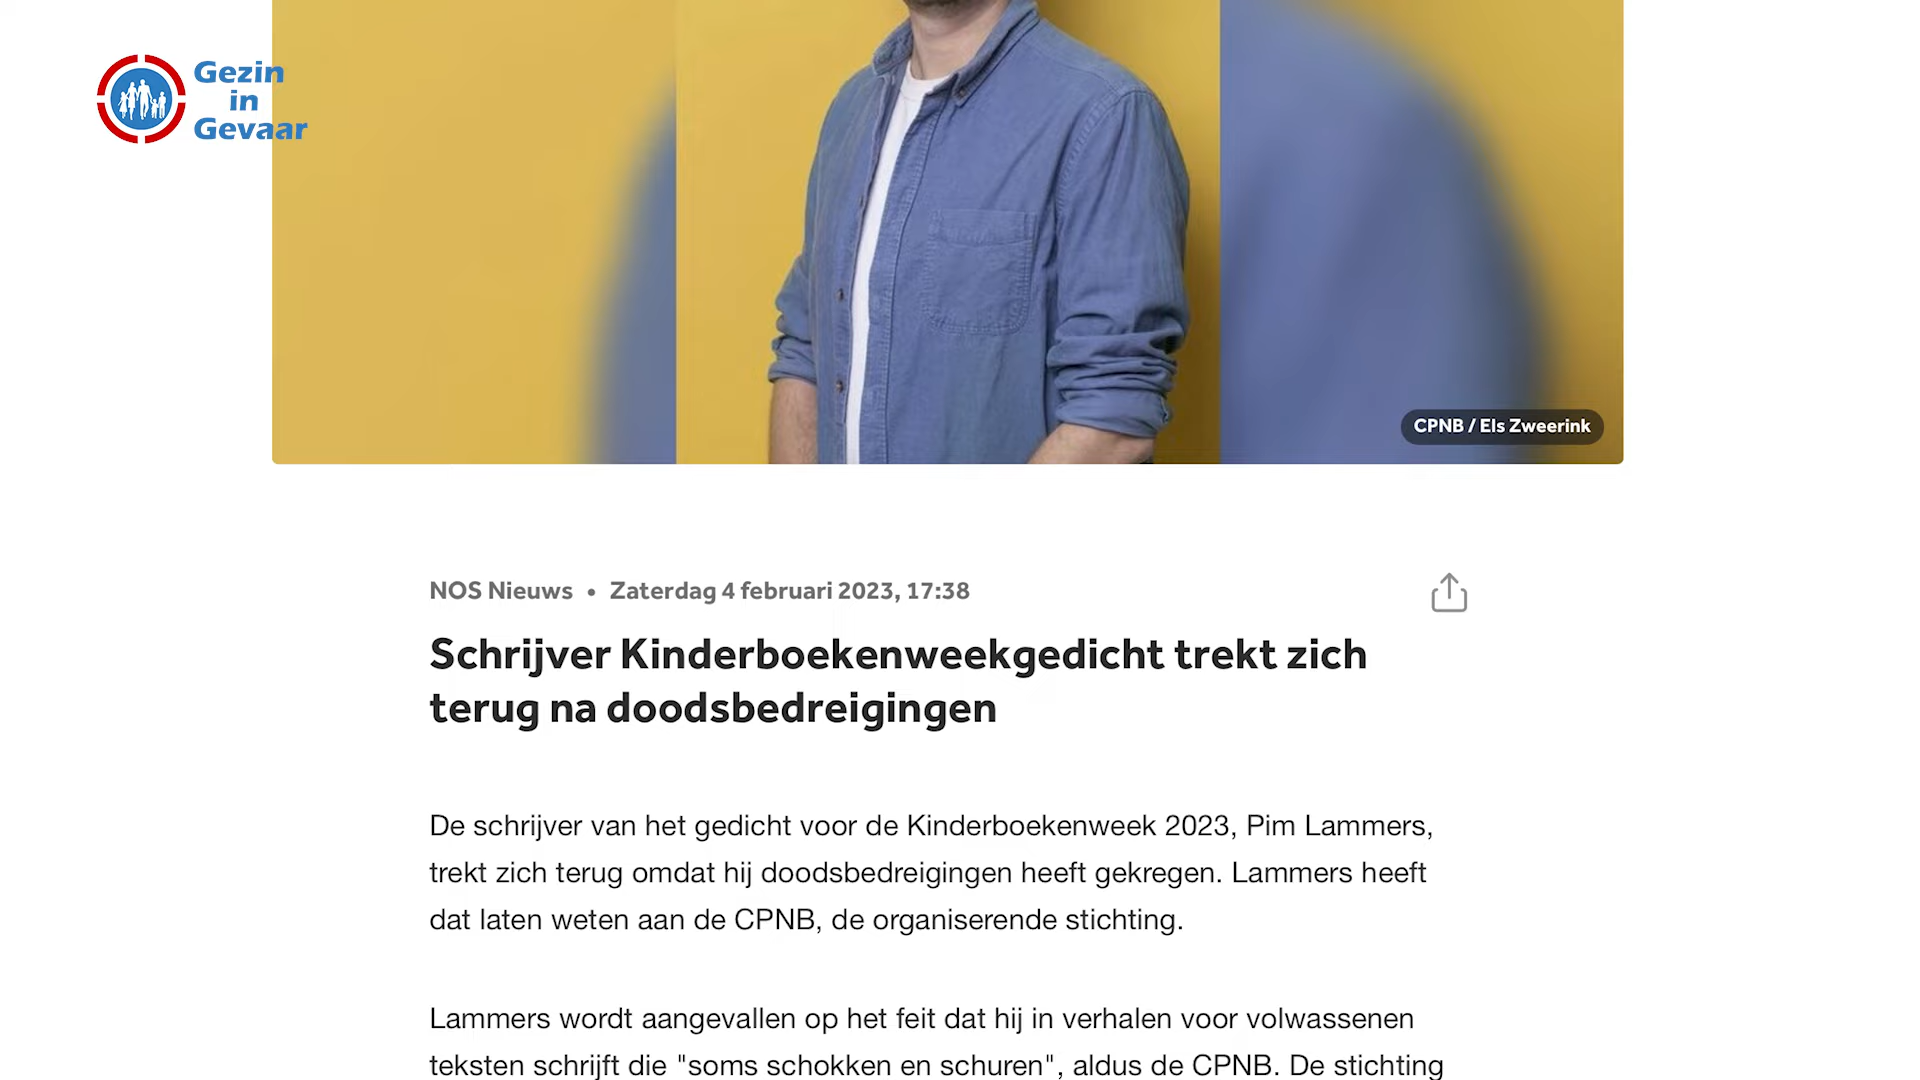 Gezin
in
Gevaar
CPNB / Els Zweerink
NOS Nieuws • Zaterdag 4 februari 2023, 17:38
Schrijver Kinderboekenweekgedicht trekt zich
terug na doodsbedreigingen
De schrijver van het gedicht voor de Kinderboekenweek 2023, Pim Lammers,
trekt zich terug omdat hij doodsbedreigingen heeft gekregen. Lammers heeft
dat laten weten aan de CPNB, de organiserende stichting.
Lammers wordt aangevallen op het feit dat hij in verhalen voor volwassenen
teksten schrijft die "soms schokken en schuren", aldus de CPNB. De stichting